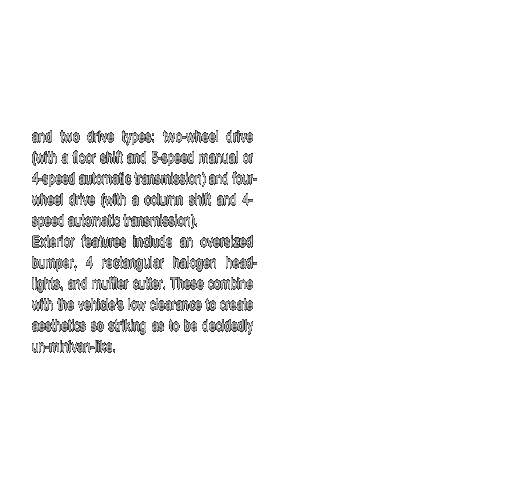 and two drive types: two-wheel drive
(with a floor shift and 5-speed manual or
4-speed automatic transmission) and four-
wheel drive (with a column shift and 4-
speed automatic transmission).
Exterior features include an oversized
bumper, 4 rectangular halogen head-
lights, and muffler cutter. These combine
with the vehicle's low clearance to create
aesthetics so striking as to be decidedly
un-minivan-like.